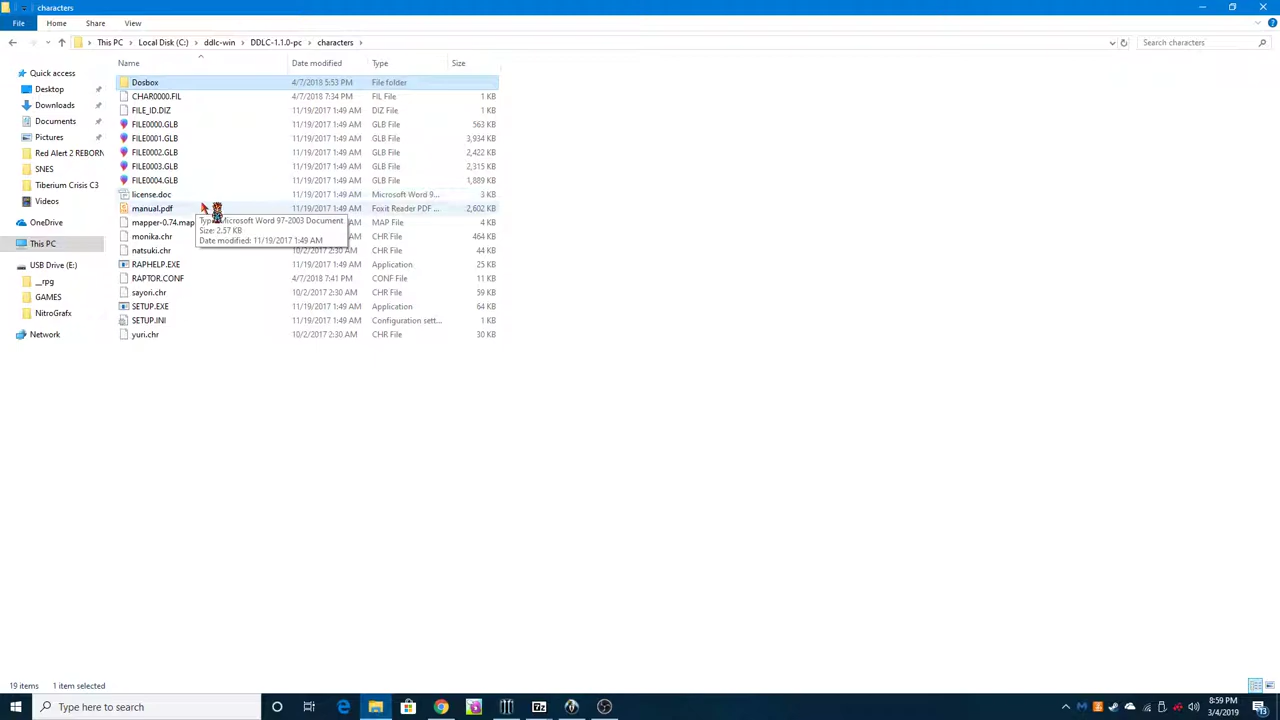 characters
File Home Share View
This PC Local Disk (C:) ddlc-win DDLC-1.1.0-pc characters
Search characters
Name Date modified Type Size
Quick access
Desktop
Downloads
Documents
Pictures
Red Alert 2 REBORN
SNES
Tiberium Crisis C3
Videos
OneDrive
This PC
USB Drive (E:)
__rpg
GAMES
NitroGrafx
Network
Dosbox 4/7/2018 5:53 PM File folder
CHAR0000.FIL 4/7/2018 7:34 PM FIL File 1 KB
FILE_ID.DIZ 11/19/2017 1:49 AM DIZ File 1 KB
FILE0000.GLB 11/19/2017 1:49 AM GLB File 563 KB
FILE0001.GLB 11/19/2017 1:49 AM GLB File 3,934 KB
FILE0002.GLB 11/19/2017 1:49 AM GLB File 2,422 KB
FILE0003.GLB 11/19/2017 1:49 AM GLB File 2,315 KB
FILE0004.GLB 11/19/2017 1:49 AM GLB File 1,889 KB
license.doc 11/19/2017 1:49 AM Microsoft Word 9... 3 KB
manual.pdf 11/19/2017 1:49 AM Foxit Reader PDF ... 2,602 KB
mapper-0.74.map MAP File 4 KB
monika.chr CHR File 464 KB
natsuki.chr 10/2/2017 2:30 AM CHR File 44 KB
RAPHELP.EXE 11/19/2017 1:49 AM Application 25 KB
RAPTOR.CONF 4/7/2018 7:41 PM CONF File 11 KB
sayori.chr 10/2/2017 2:30 AM CHR File 59 KB
SETUP.EXE 11/19/2017 1:49 AM Application 64 KB
SETUP.INI 11/19/2017 1:49 AM Configuration sett... 1 KB
yuri.chr 10/2/2017 2:30 AM CHR File 30 KB
Microsoft Word 97-2003 Document
Size: 2.57 KB
Date modified: 11/19/2017 1:49 AM
19 items 1 item selected
Type here to search
8:59 PM
3/4/2019